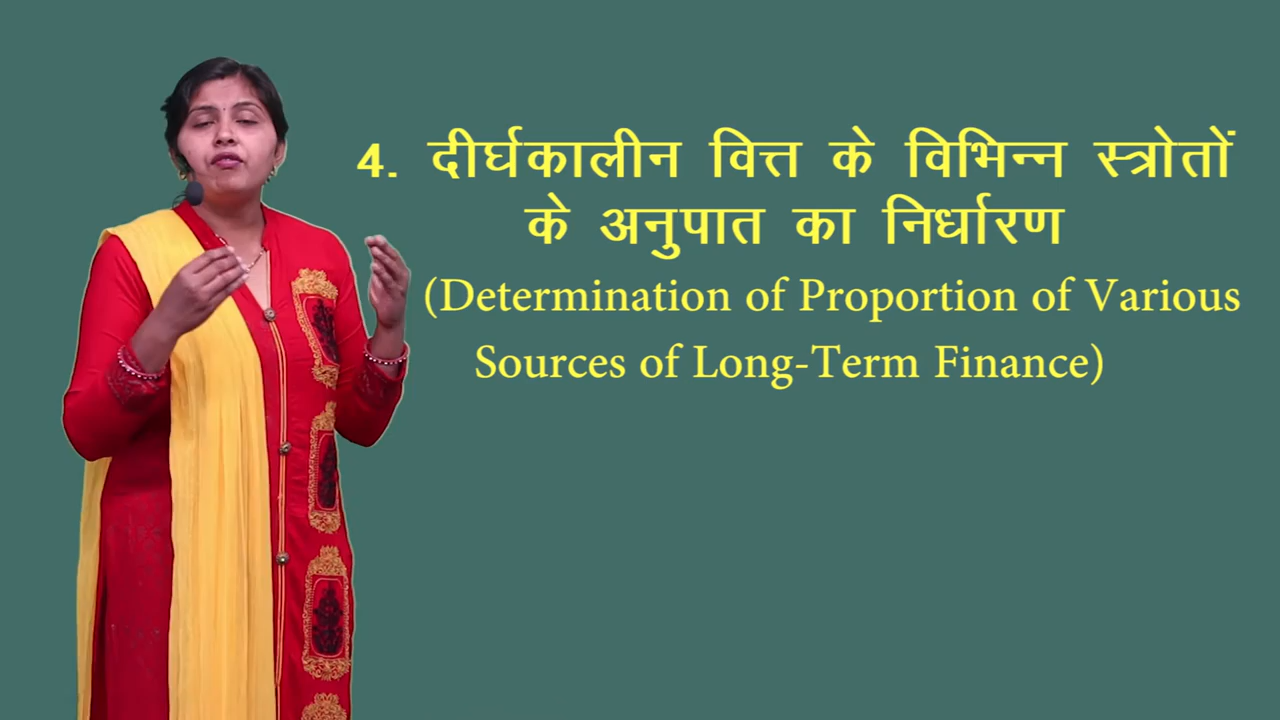 4. दीर्घकालीन वित्त के विभिन्न स्त्रोतों
के अनुपात का निर्धारण
(Determination of Proportion of Various
Sources of Long-Term Finance)